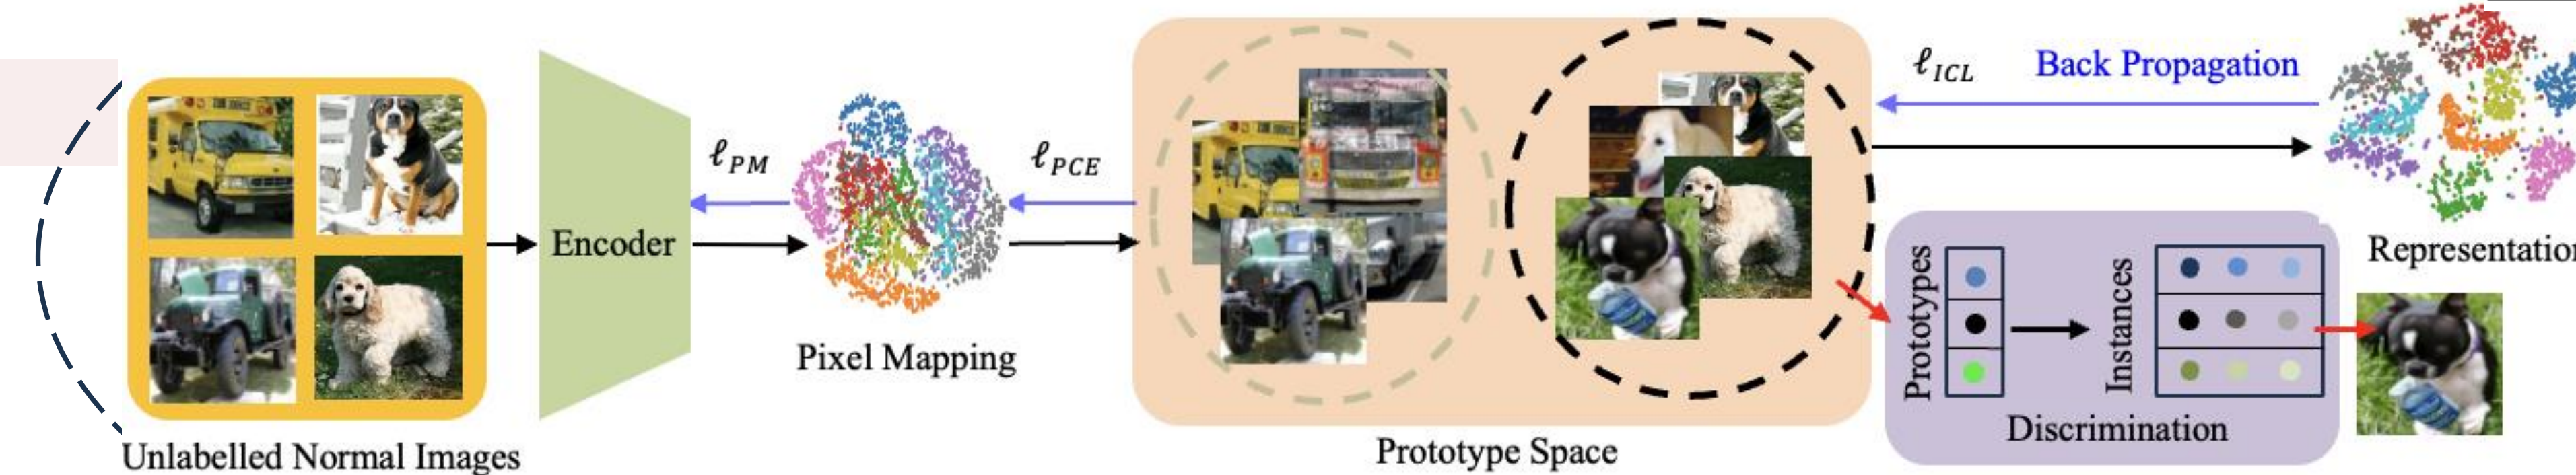 Unlabelled Normal Images
Encoder
ℓ_PM
Pixel Mapping
ℓ_PCE
Prototype Space
ℓ_ICL
Back Propagation
Representation
Prototypes
Instances
Discrimination